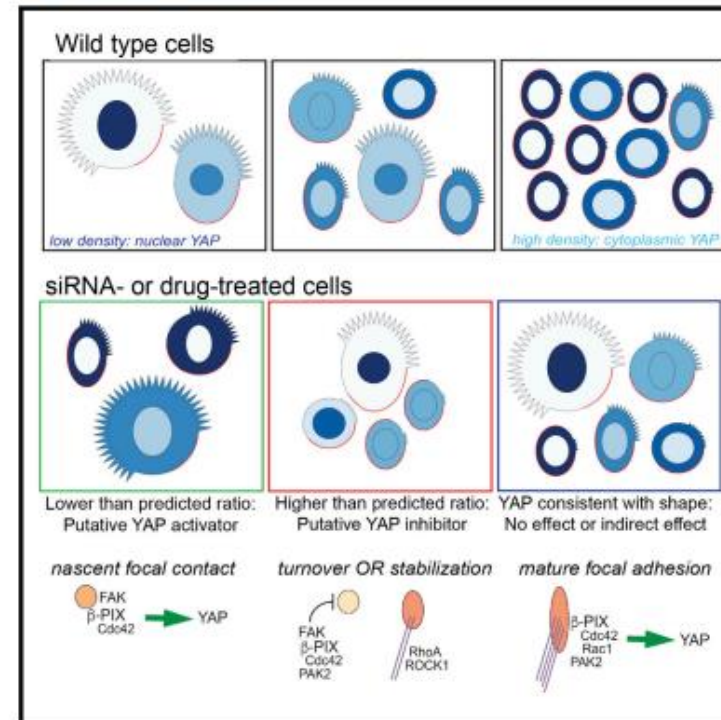 Wild type cells
low density: nuclear YAP
high density: cytoplasmic YAP
siRNA- or drug-treated cells
Lower than predicted ratio:
Putative YAP activator
Higher than predicted ratio:
Putative YAP inhibitor
YAP consistent with shape:
No effect or indirect effect
nascent focal contact
FAK
β-PIX
Cdc42
YAP
turnover OR stabilization
FAK
β-PIX
Cdc42
PAK2
RhoA
ROCK1
mature focal adhesion
β-PIX
Cdc42
Rac1
PAK2
YAP